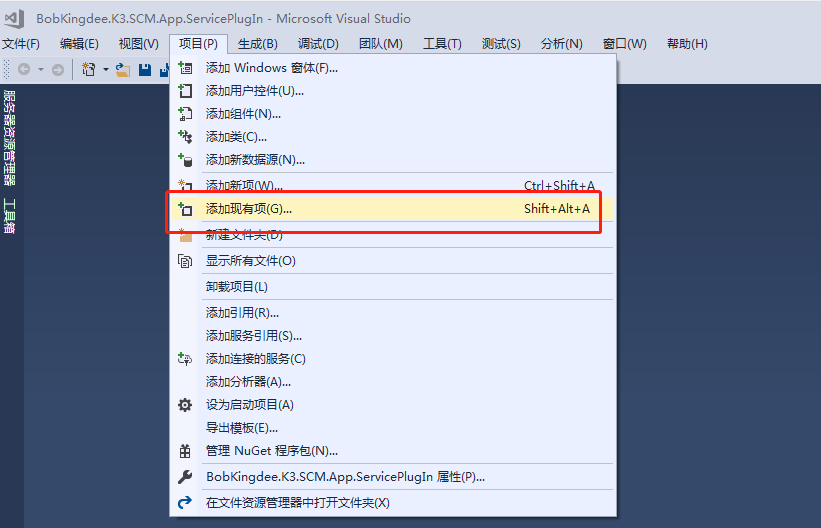 BobKingdee.K3.SCM.App.ServicePlugIn - Microsoft Visual Studio
文件(F) 编辑(E) 视图(V) 项目(P) 生成(B) 调试(D) 团队(M) 工具(T) 测试(S) 分析(N) 窗口(W) 帮助(H)
服务器资源管理器
工具箱
添加 Windows 窗体(F)...
添加用户控件(U)...
添加组件(N)...
添加类(C)...
添加新数据源(N)...
添加新项(W)... Ctrl+Shift+A
添加现有项(G)... Shift+Alt+A
新建文件夹(D)
显示所有文件(O)
卸载项目(L)
添加引用(R)...
添加服务引用(S)...
添加连接的服务(C)
添加分析器(A)...
设为启动项目(A)
导出模板(E)...
管理 NuGet 程序包(N)...
BobKingdee.K3.SCM.App.ServicePlugIn 属性(P)...
在文件资源管理器中打开文件夹(X)